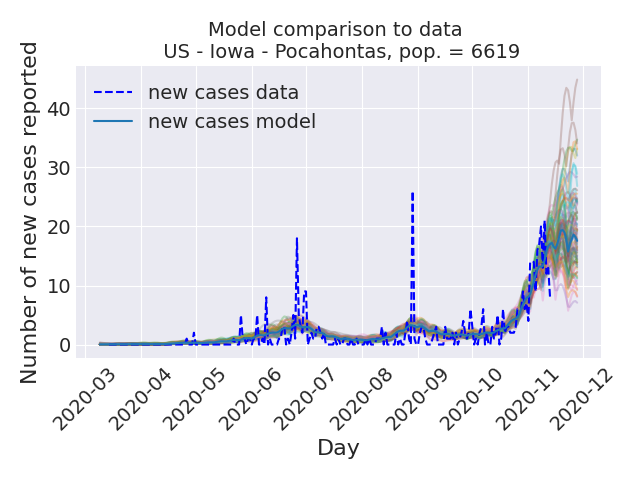 Model comparison to data
US - Iowa - Pocahontas, pop. = 6619
Number of new cases reported
new cases data
new cases model
40
30
20
10
0
2020-03
2020-04
2020-05
2020-06
2020-07
2020-08
2020-09
2020-10
2020-11
2020-12
Day